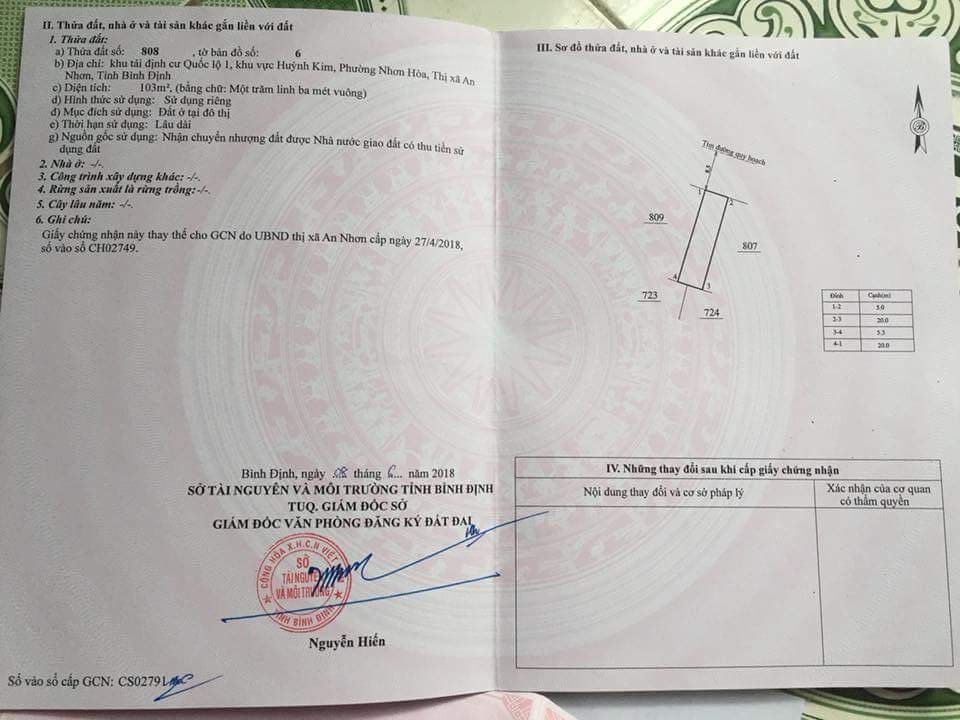 II. Thửa đất, nhà ở và tài sản khác gắn liền với đất
1. Thửa đất:
a) Thửa đất số: 808 , tờ bản đồ số: 6
b) Địa chỉ: khu tái định cư Quốc lộ 1, khu vực Huỳnh Kim, Phường Nhơn Hòa, Thị xã An
Nhơn, Tỉnh Bình Định
c) Diện tích: 103m², (bằng chữ: Một trăm linh ba mét vuông)
d) Hình thức sử dụng: Sử dụng riêng
đ) Mục đích sử dụng: Đất ở tại đô thị
e) Thời hạn sử dụng: Lâu dài
g) Nguồn gốc sử dụng: Nhận chuyển nhượng đất được Nhà nước giao đất có thu tiền sử
dụng đất
2. Nhà ở: -/-.
3. Công trình xây dựng khác: -/-.
4. Rừng sản xuất là rừng trồng:-/-.
5. Cây lâu năm: -/-.
6. Ghi chú:
Giấy chứng nhận này thay thế cho GCN do UBND thị xã An Nhơn cấp ngày 27/4/2018,
số vào sổ CH02749.
Bình Định, ngày 08 tháng 6 năm 2018
SỞ TÀI NGUYÊN VÀ MÔI TRƯỜNG TỈNH BÌNH ĐỊNH
TUQ. GIÁM ĐỐC SỞ
GIÁM ĐỐC VĂN PHÒNG ĐĂNG KÝ ĐẤT ĐAI
CỘNG HÒA X.H.C.N VIỆT
SỞ
TÀI NGUYÊN
VÀ MÔI TRƯỜNG
TỈNH BÌNH ĐỊNH
Nguyễn Hiến
Số vào sổ cấp GCN: CS02791
III. Sơ đồ thửa đất, nhà ở và tài sản khác gắn liền với đất
B
Tim đường quy hoạch
1
2
809
807
4
3
723
724
Đỉnh Cạnh(m)
1-2 5.0
2-3 20.0
3-4 5.3
4-1 20.0
IV. Những thay đổi sau khi cấp giấy chứng nhận
Nội dung thay đổi và cơ sở pháp lý
Xác nhận của cơ quan
có thẩm quyền